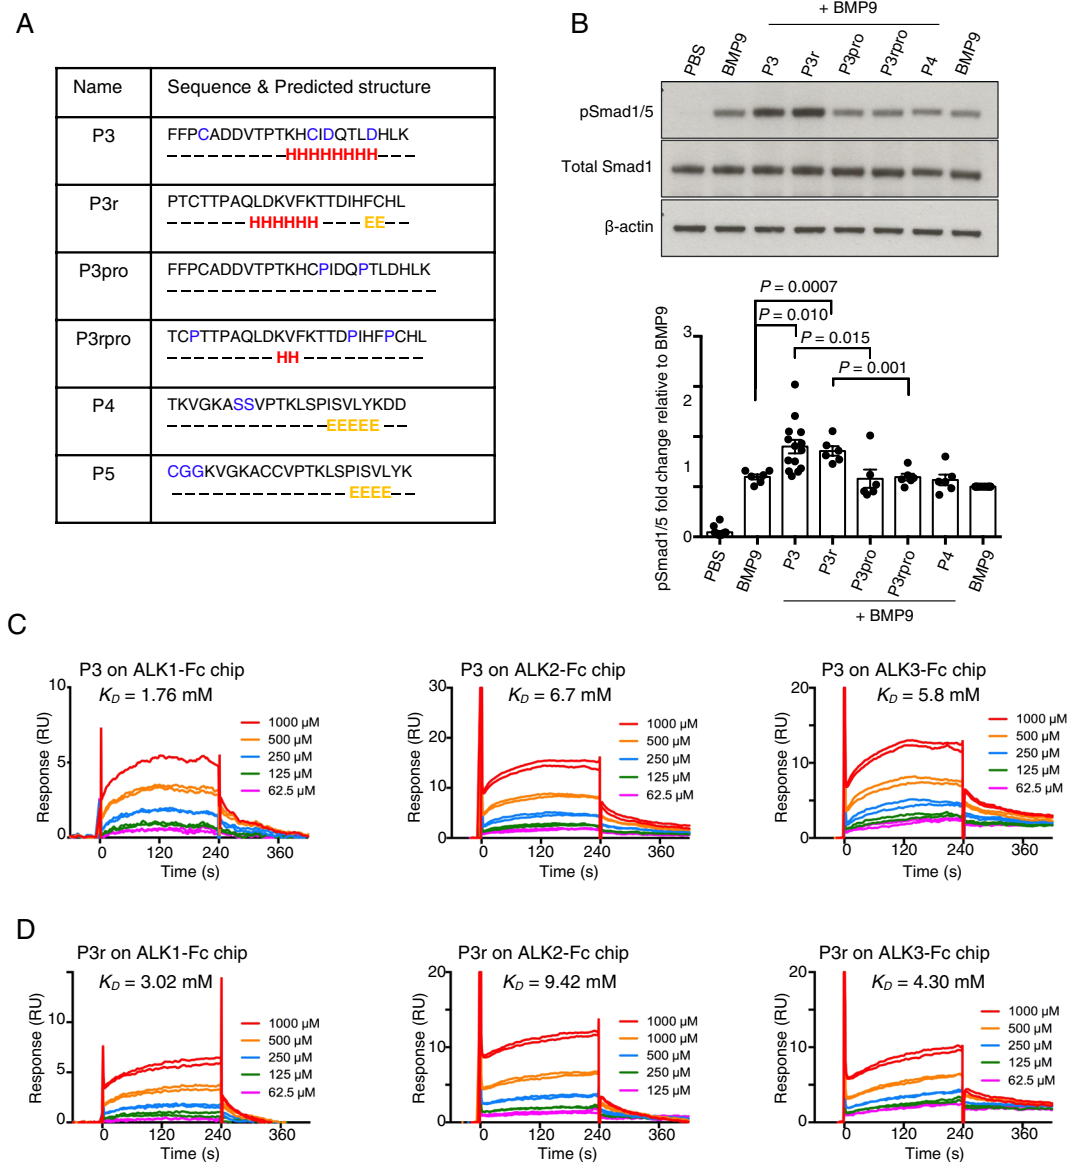 A
Name Sequence & Predicted structure
P3 FFPCADDVTPTKHCIDQTLDHLK
–––––––––––HHHHHHHHH–––
P3r PTCTTPAQLDKVFKTTDIHFCHL
––––––––HHHHHH––––EE––
P3pro FFPCADDVTPTKHCPIDQPTLDHLK
–––––––––––––––––––––––––
P3rpro TCPTTPAQLDKVFKTTDPIHFPCHL
––––––––––HH–––––––––––
P4 TKVGKASSVPTKLSPISVLYKDD
–––––––––––––––EEEEE––
P5 CGGKVGKACCVPTKLSPISVLYK
––––––––––––––––EEEE––
B
+ BMP9
PBS BMP9 P3 P3r P3pro P3rpro P4 BMP9
pSmad1/5
Total Smad1
β-actin
pSmad1/5 fold change relative to BMP9
3
2
1
0
P = 0.0007
P = 0.010
P = 0.015
P = 0.001
PBS BMP9 P3 P3r P3pro P3rpro P4 BMP9
+ BMP9
C
P3 on ALK1-Fc chip
K_D = 1.76 mM
Response (RU)
10
5
0
1000 µM
500 µM
250 µM
125 µM
62.5 µM
0 120 240 360
Time (s)
P3 on ALK2-Fc chip
K_D = 6.7 mM
Response (RU)
30
20
10
0
1000 µM
500 µM
250 µM
125 µM
62.5 µM
0 120 240 360
Time (s)
P3 on ALK3-Fc chip
K_D = 5.8 mM
Response (RU)
20
15
10
5
0
1000 µM
500 µM
250 µM
125 µM
62.5 µM
0 120 240 360
Time (s)
D
P3r on ALK1-Fc chip
K_D = 3.02 mM
Response (RU)
10
5
0
1000 µM
500 µM
250 µM
125 µM
62.5 µM
0 120 240 360
Time (s)
P3r on ALK2-Fc chip
K_D = 9.42 mM
Response (RU)
20
10
0
1000 µM
1000 µM
500 µM
250 µM
125 µM
0 120 240 360
Time (s)
P3r on ALK3-Fc chip
K_D = 4.30 mM
Response (RU)
20
10
0
1000 µM
500 µM
250 µM
125 µM
62.5 µM
0 120 240 360
Time (s)